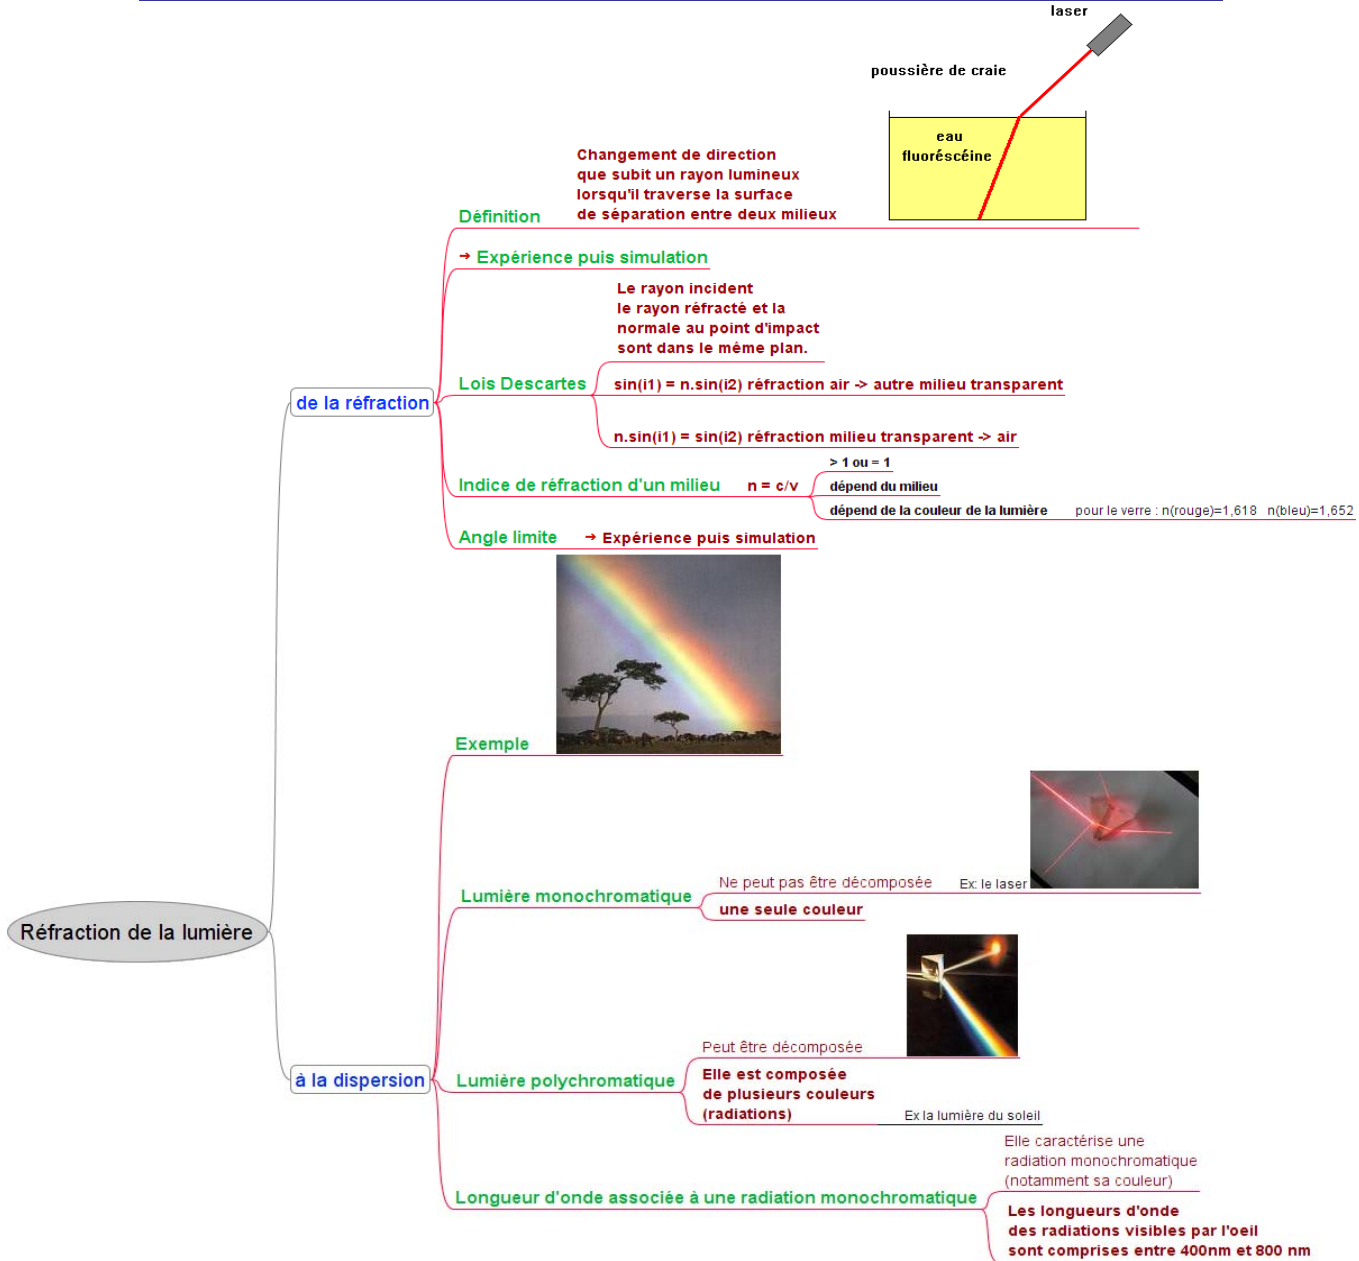 laser
poussière de craie
eau
fluoréscéine
Changement de direction
que subit un rayon lumineux
lorsqu'il traverse la surface
de séparation entre deux milieux
Définition
→ Expérience puis simulation
Le rayon incident
le rayon réfracté et la
normale au point d'impact
sont dans le même plan.
Lois Descartes
sin(i1) = n.sin(i2) réfraction air -> autre milieu transparent
de la réfraction
n.sin(i1) = sin(i2) réfraction milieu transparent -> air
> 1 ou = 1
Indice de réfraction d'un milieu n = c/v
dépend du milieu
dépend de la couleur de la lumière pour le verre : n(rouge)=1,618 n(bleu)=1,652
Angle limite → Expérience puis simulation
Exemple
Ne peut pas être décomposée Ex: le laser
Lumière monochromatique
une seule couleur
Réfraction de la lumière
Peut être décomposée
à la dispersion
Lumière polychromatique
Elle est composée
de plusieurs couleurs
(radiations)
Ex la lumière du soleil
Elle caractérise une
radiation monochromatique
(notamment sa couleur)
Longueur d'onde associée à une radiation monochromatique
Les longueurs d'onde
des radiations visibles par l'oeil
sont comprises entre 400nm et 800 nm